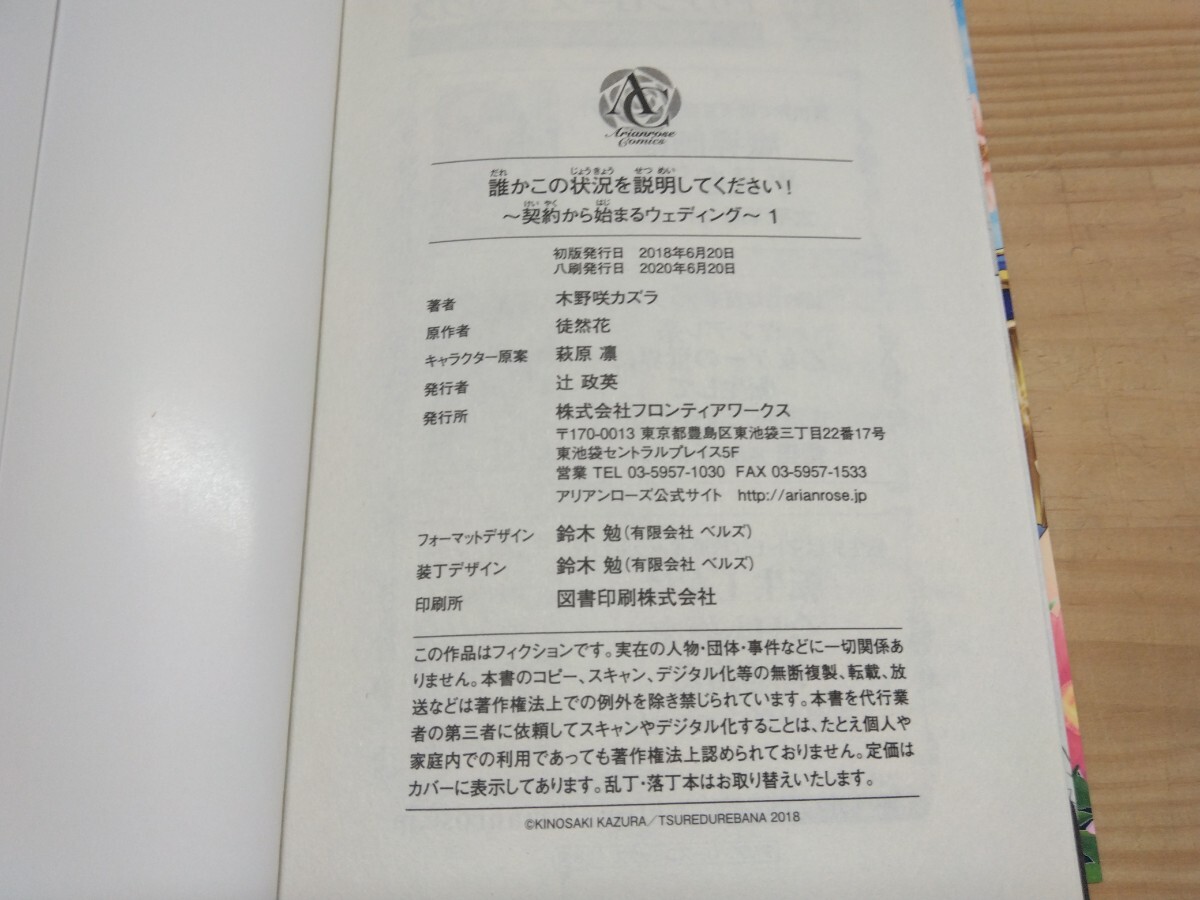 AC
Arianrose
Comics
誰かこの状況を説明してください!
～契約から始まるウェディング～ 1
初版発行日 2018年6月20日
八刷発行日 2020年6月20日
著者 木野咲カズラ
原作者 徒然花
キャラクター原案 萩原 凛
発行者 辻 政英
発行所 株式会社フロンティアワークス
〒170-0013 東京都豊島区東池袋三丁目22番17号
東池袋セントラルプレイス5F
営業 TEL 03-5957-1030 FAX 03-5957-1533
アリアンローズ公式サイト http://arianrose.jp
フォーマットデザイン 鈴木 勉(有限会社 ベルズ)
装丁デザイン 鈴木 勉(有限会社 ベルズ)
印刷所 図書印刷株式会社
この作品はフィクションです。実在の人物・団体・事件などに一切関係あ
りません。本書のコピー、スキャン、デジタル化等の無断複製、転載、放
送などは著作権法上での例外を除き禁じられています。本書を代行業
者の第三者に依頼してスキャンやデジタル化することは、たとえ個人や
家庭内での利用であっても著作権法上認められておりません。定価は
カバーに表示してあります。乱丁・落丁本はお取り替えいたします。
©KINOSAKI KAZURA/TSUREDUREBANA 2018